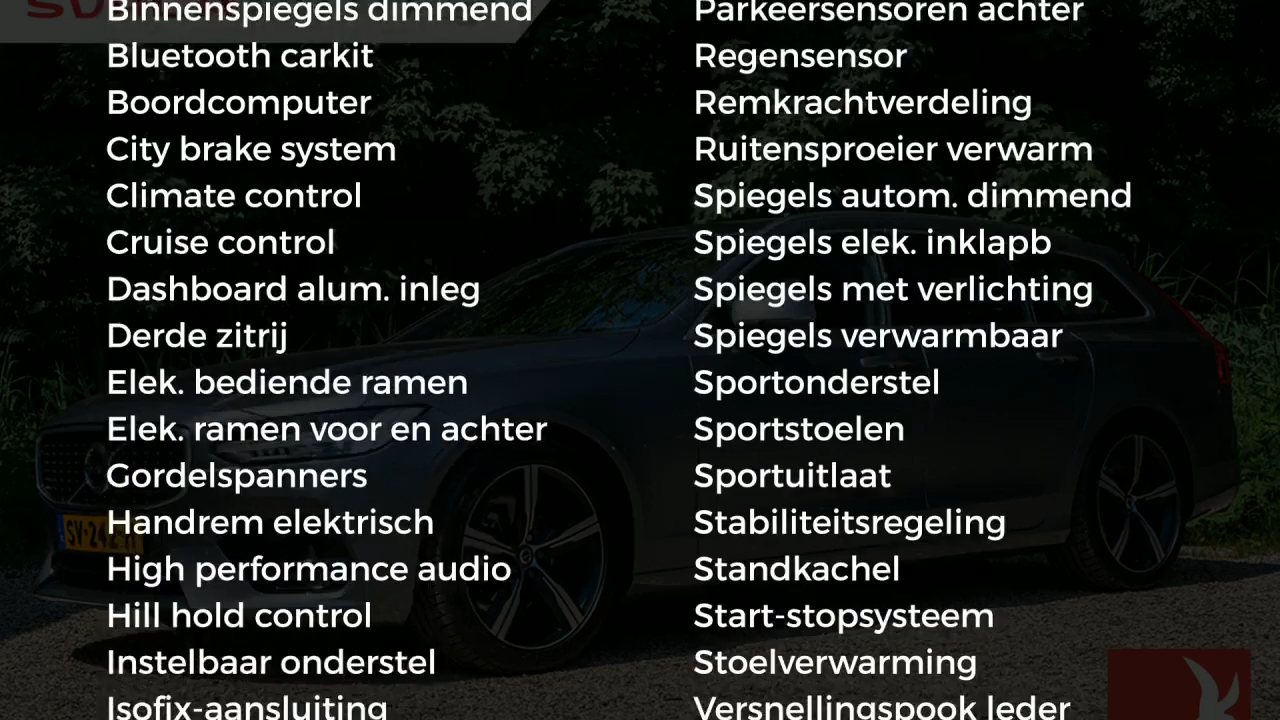 Binnenspiegels dimmend
Bluetooth carkit
Boordcomputer
City brake system
Climate control
Cruise control
Dashboard alum. inleg
Derde zitrij
Elek. bediende ramen
Elek. ramen voor en achter
Gordelspanners
Handrem elektrisch
High performance audio
Hill hold control
Instelbaar onderstel
Isofix-aansluiting
Parkeersensoren achter
Regensensor
Remkrachtverdeling
Ruitensproeier verwarm
Spiegels autom. dimmend
Spiegels elek. inklapb
Spiegels met verlichting
Spiegels verwarmbaar
Sportonderstel
Sportstoelen
Sportuitlaat
Stabiliteitsregeling
Standkachel
Start-stopsysteem
Stoelverwarming
Versnellingspook leder